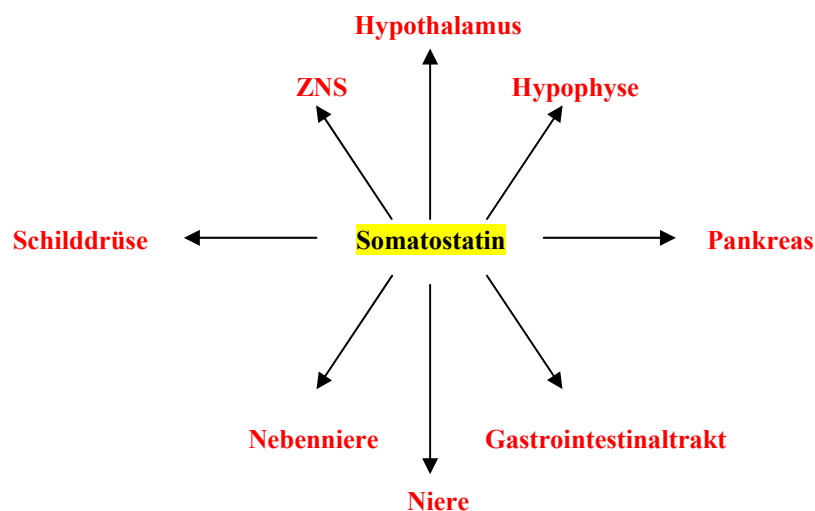 Hypothalamus
ZNS Hypophyse
Schilddrüse Somatostatin Pankreas
Nebenniere Gastrointestinaltrakt
Niere